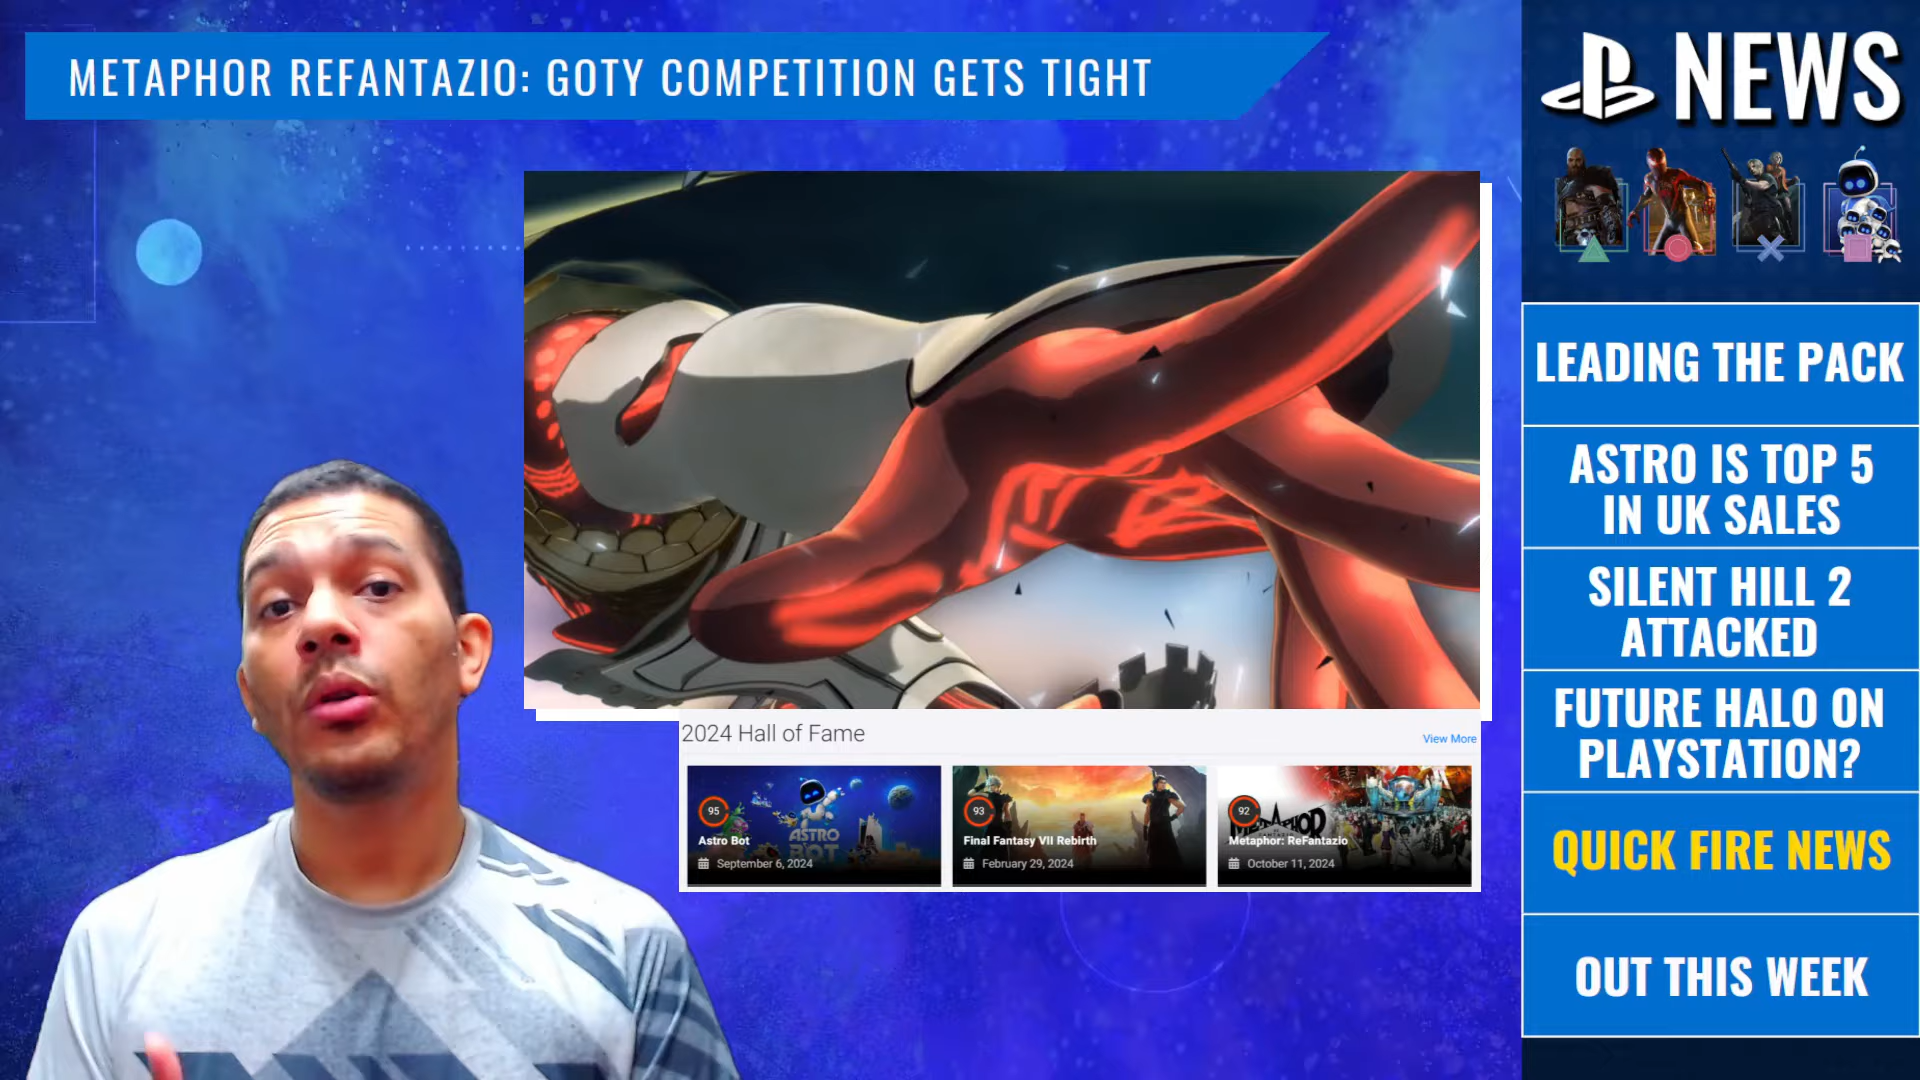 METAPHOR REFANTAZIO: GOTY COMPETITION GETS TIGHT
NEWS
LEADING THE PACK
ASTRO IS TOP 5
IN UK SALES
SILENT HILL 2
ATTACKED
FUTURE HALO ON
PLAYSTATION?
QUICK FIRE NEWS
OUT THIS WEEK
2024 Hall of Fame
View More
95
ASTRO
BOT
Astro Bot
September 6, 2024
93
Final Fantasy VII Rebirth
February 29, 2024
92
METAPHOR
Metaphor: ReFantazio
October 11, 2024